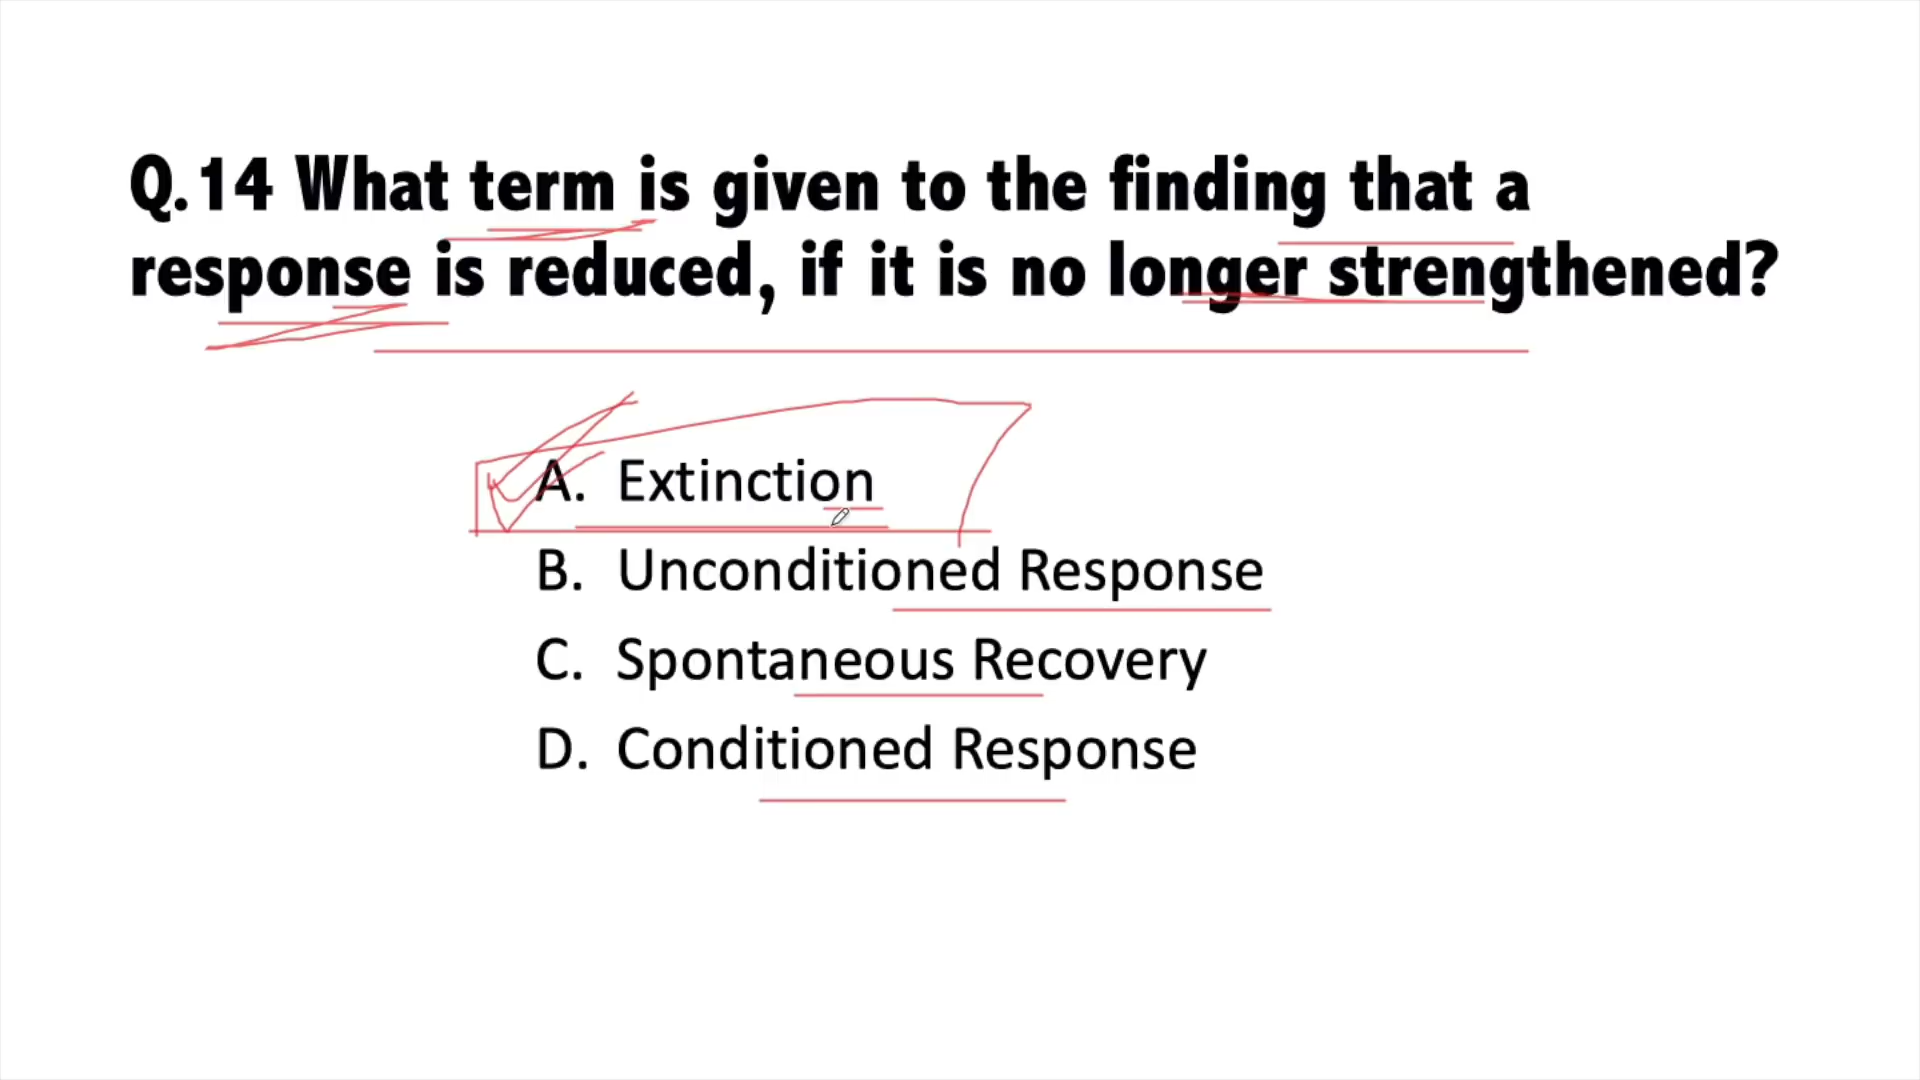 Q.14 What term is given to the finding that a
response is reduced, if it is no longer strengthened?
A. Extinction
B. Unconditioned Response
C. Spontaneous Recovery
D. Conditioned Response